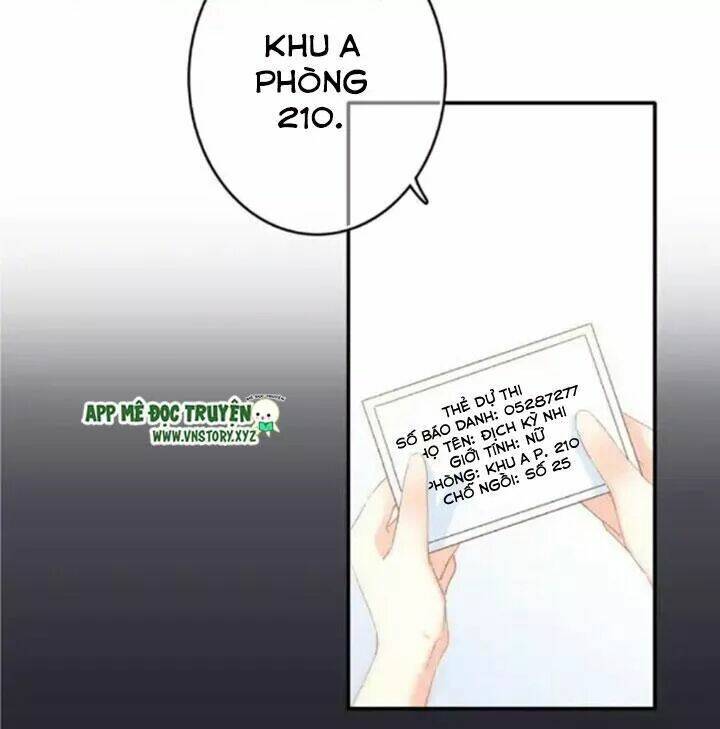 KHU A
PHÒNG
210.
THẺ DỰ THI
SỐ BÁO DANH: 05287277
HỌ TÊN: ĐỊCH KỲ NHI
GIỚI TÍNH: NỮ
PHÒNG: KHU A P. 210
CHỖ NGỒI: SỐ 25
APP MÊ ĐỌC TRUYỆN
WWW.VNSTORY.XYZ